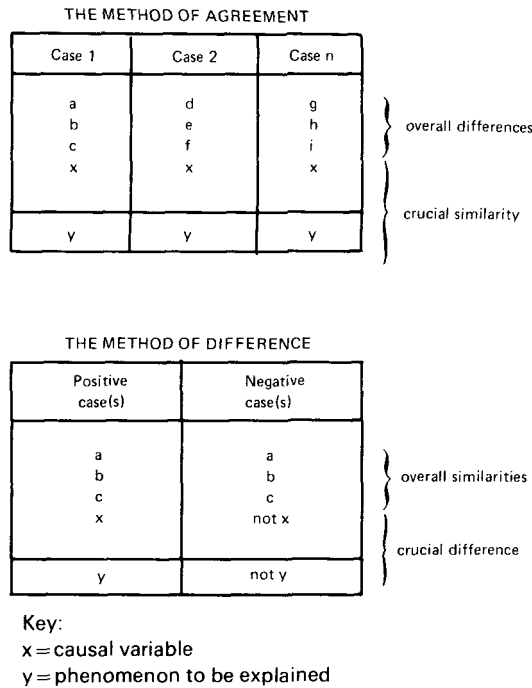 THE METHOD OF AGREEMENT
Case 1 Case 2 Case n
a d g
b e h
c f i
overall differences
x x x
crucial similarity
y y y
THE METHOD OF DIFFERENCE
Positive case(s) Negative case(s)
a a
b b
c c
overall similarities
x not x
crucial difference
y not y
Key:
x = causal variable
y = phenomenon to be explained